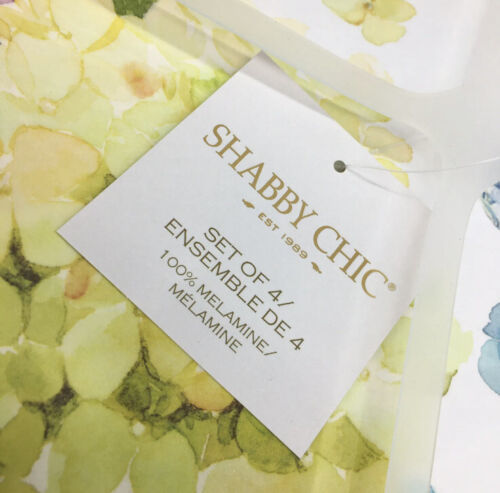 SHABBY CHIC®
EST 1989
SET OF 4/
ENSEMBLE DE 4
100% MELAMINE/
MÉLAMINE